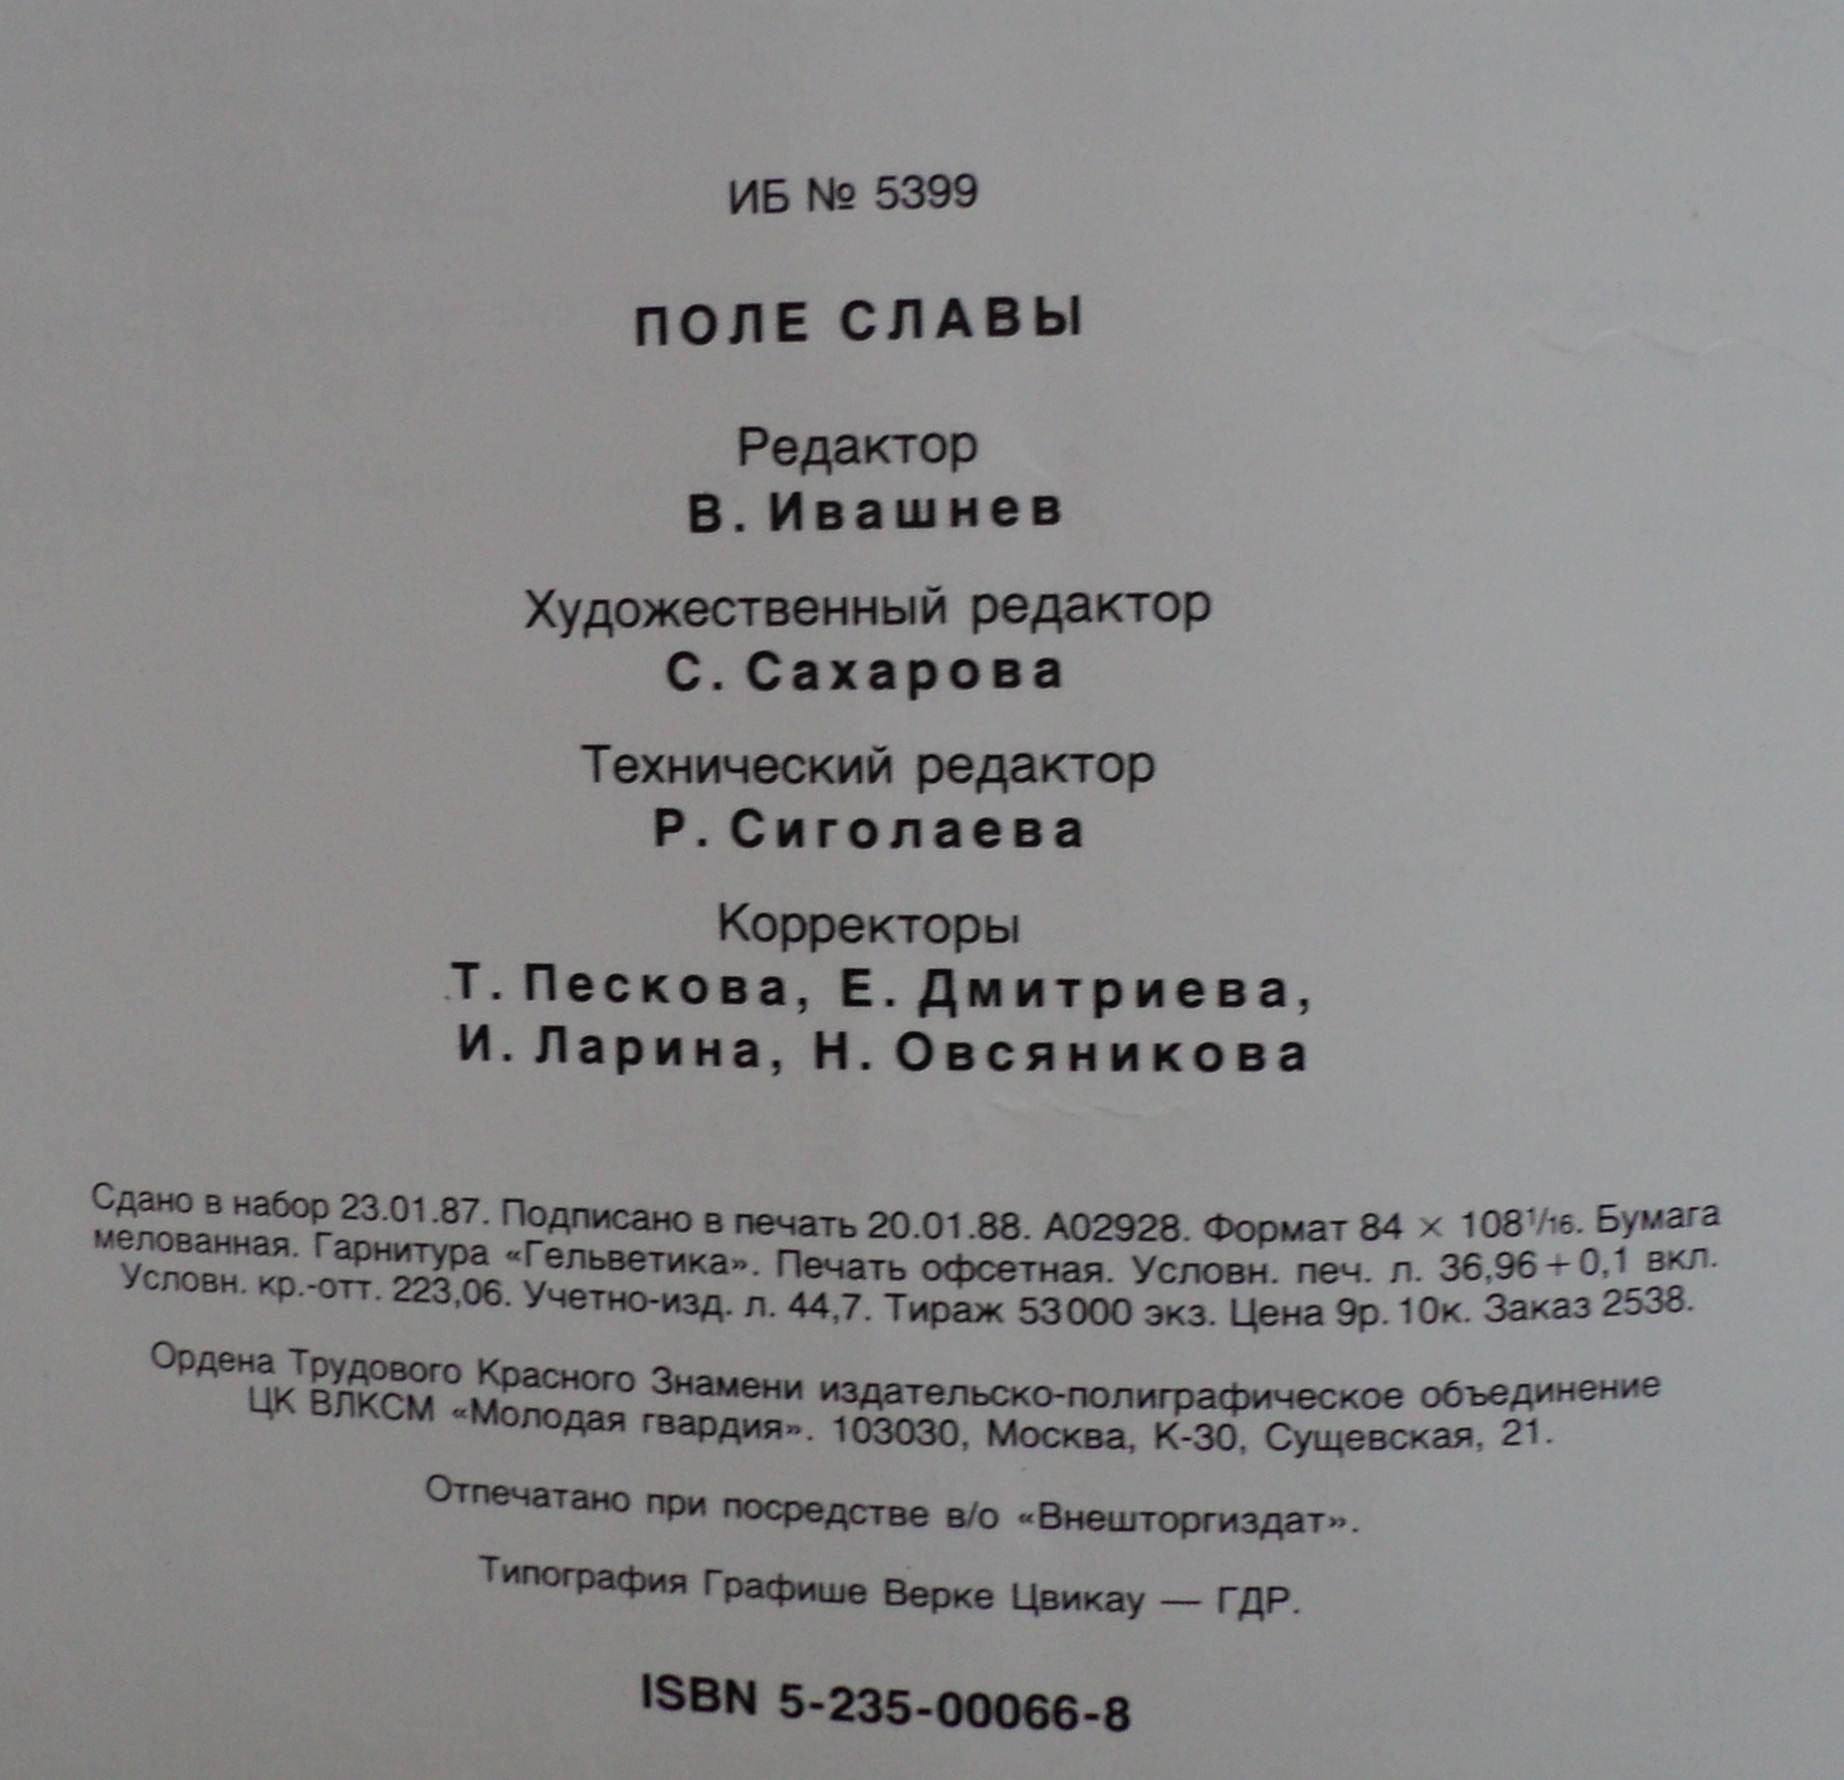 ИБ № 5399
ПОЛЕ СЛАВЫ
Редактор
В. Ивашнев
Художественный редактор
С. Сахарова
Технический редактор
Р. Сиголаева
Корректоры
Т. Пескова, Е. Дмитриева,
И. Ларина, Н. Овсяникова
Сдано в набор 23.01.87. Подписано в печать 20.01.88. А02928. Формат 84 × 108¹/₁₆. Бумага
мелованная. Гарнитура «Гельветика». Печать офсетная. Условн. печ. л. 36,96 + 0,1 вкл.
Условн. кр.-отт. 223,06. Учетно-изд. л. 44,7. Тираж 53 000 экз. Цена 9р. 10к. Заказ 2538.
Ордена Трудового Красного Знамени издательско-полиграфическое объединение
ЦК ВЛКСМ «Молодая гвардия». 103030, Москва, К-30, Сущевская, 21.
Отпечатано при посредстве в/о «Внешторгиздат».
Типография Графише Верке Цвикау — ГДР.
ISBN 5-235-00066-8